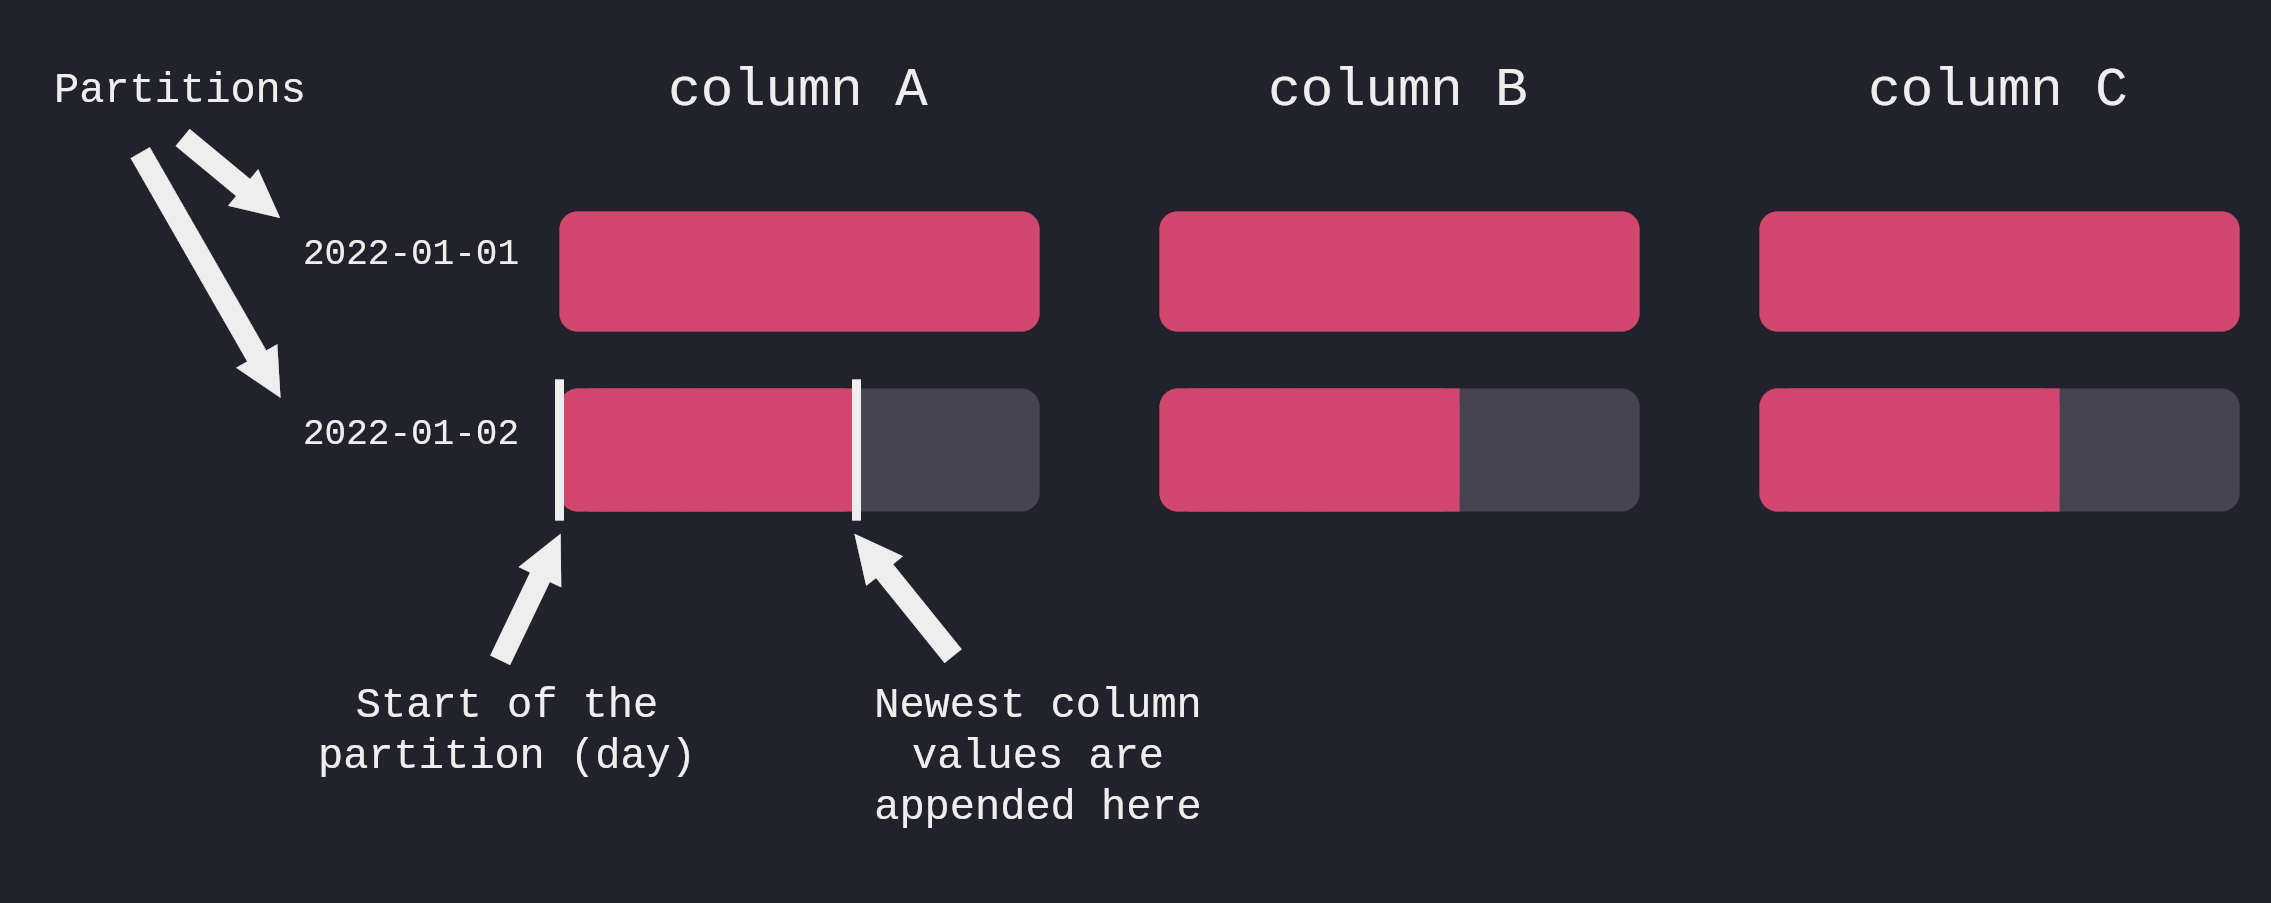 Partitions
column A
column B
column C
2022-01-01
2022-01-02
Start of the
partition (day)
Newest column
values are
appended here